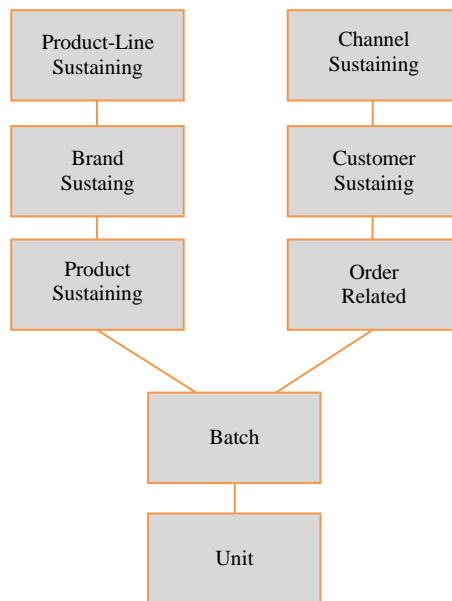 Product-Line
Sustaining
Channel
Sustaining
Brand
Sustaing
Customer
Sustainig
Product
Sustaining
Order
Related
Batch
Unit